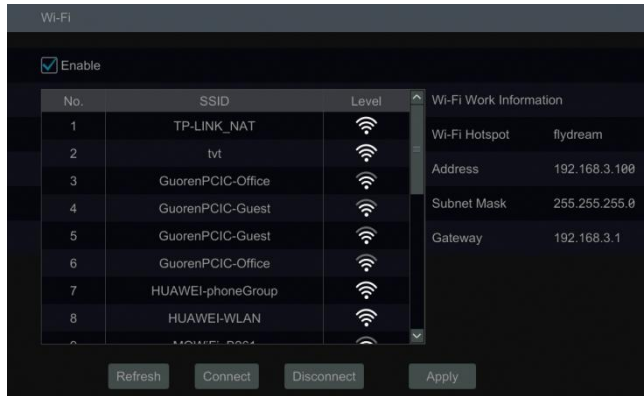 Wi-Fi
Enable
No. SSID Level
1 TP-LINK_NAT
2 tvt
3 GuorenPCIC-Office
4 GuorenPCIC-Guest
5 GuorenPCIC-Guest
6 GuorenPCIC-Office
7 HUAWEI-phoneGroup
8 HUAWEI-WLAN
Wi-Fi Work Information
Wi-Fi Hotspot flydream
Address 192.168.3.100
Subnet Mask 255.255.255.0
Gateway 192.168.3.1
Refresh Connect Disconnect Apply